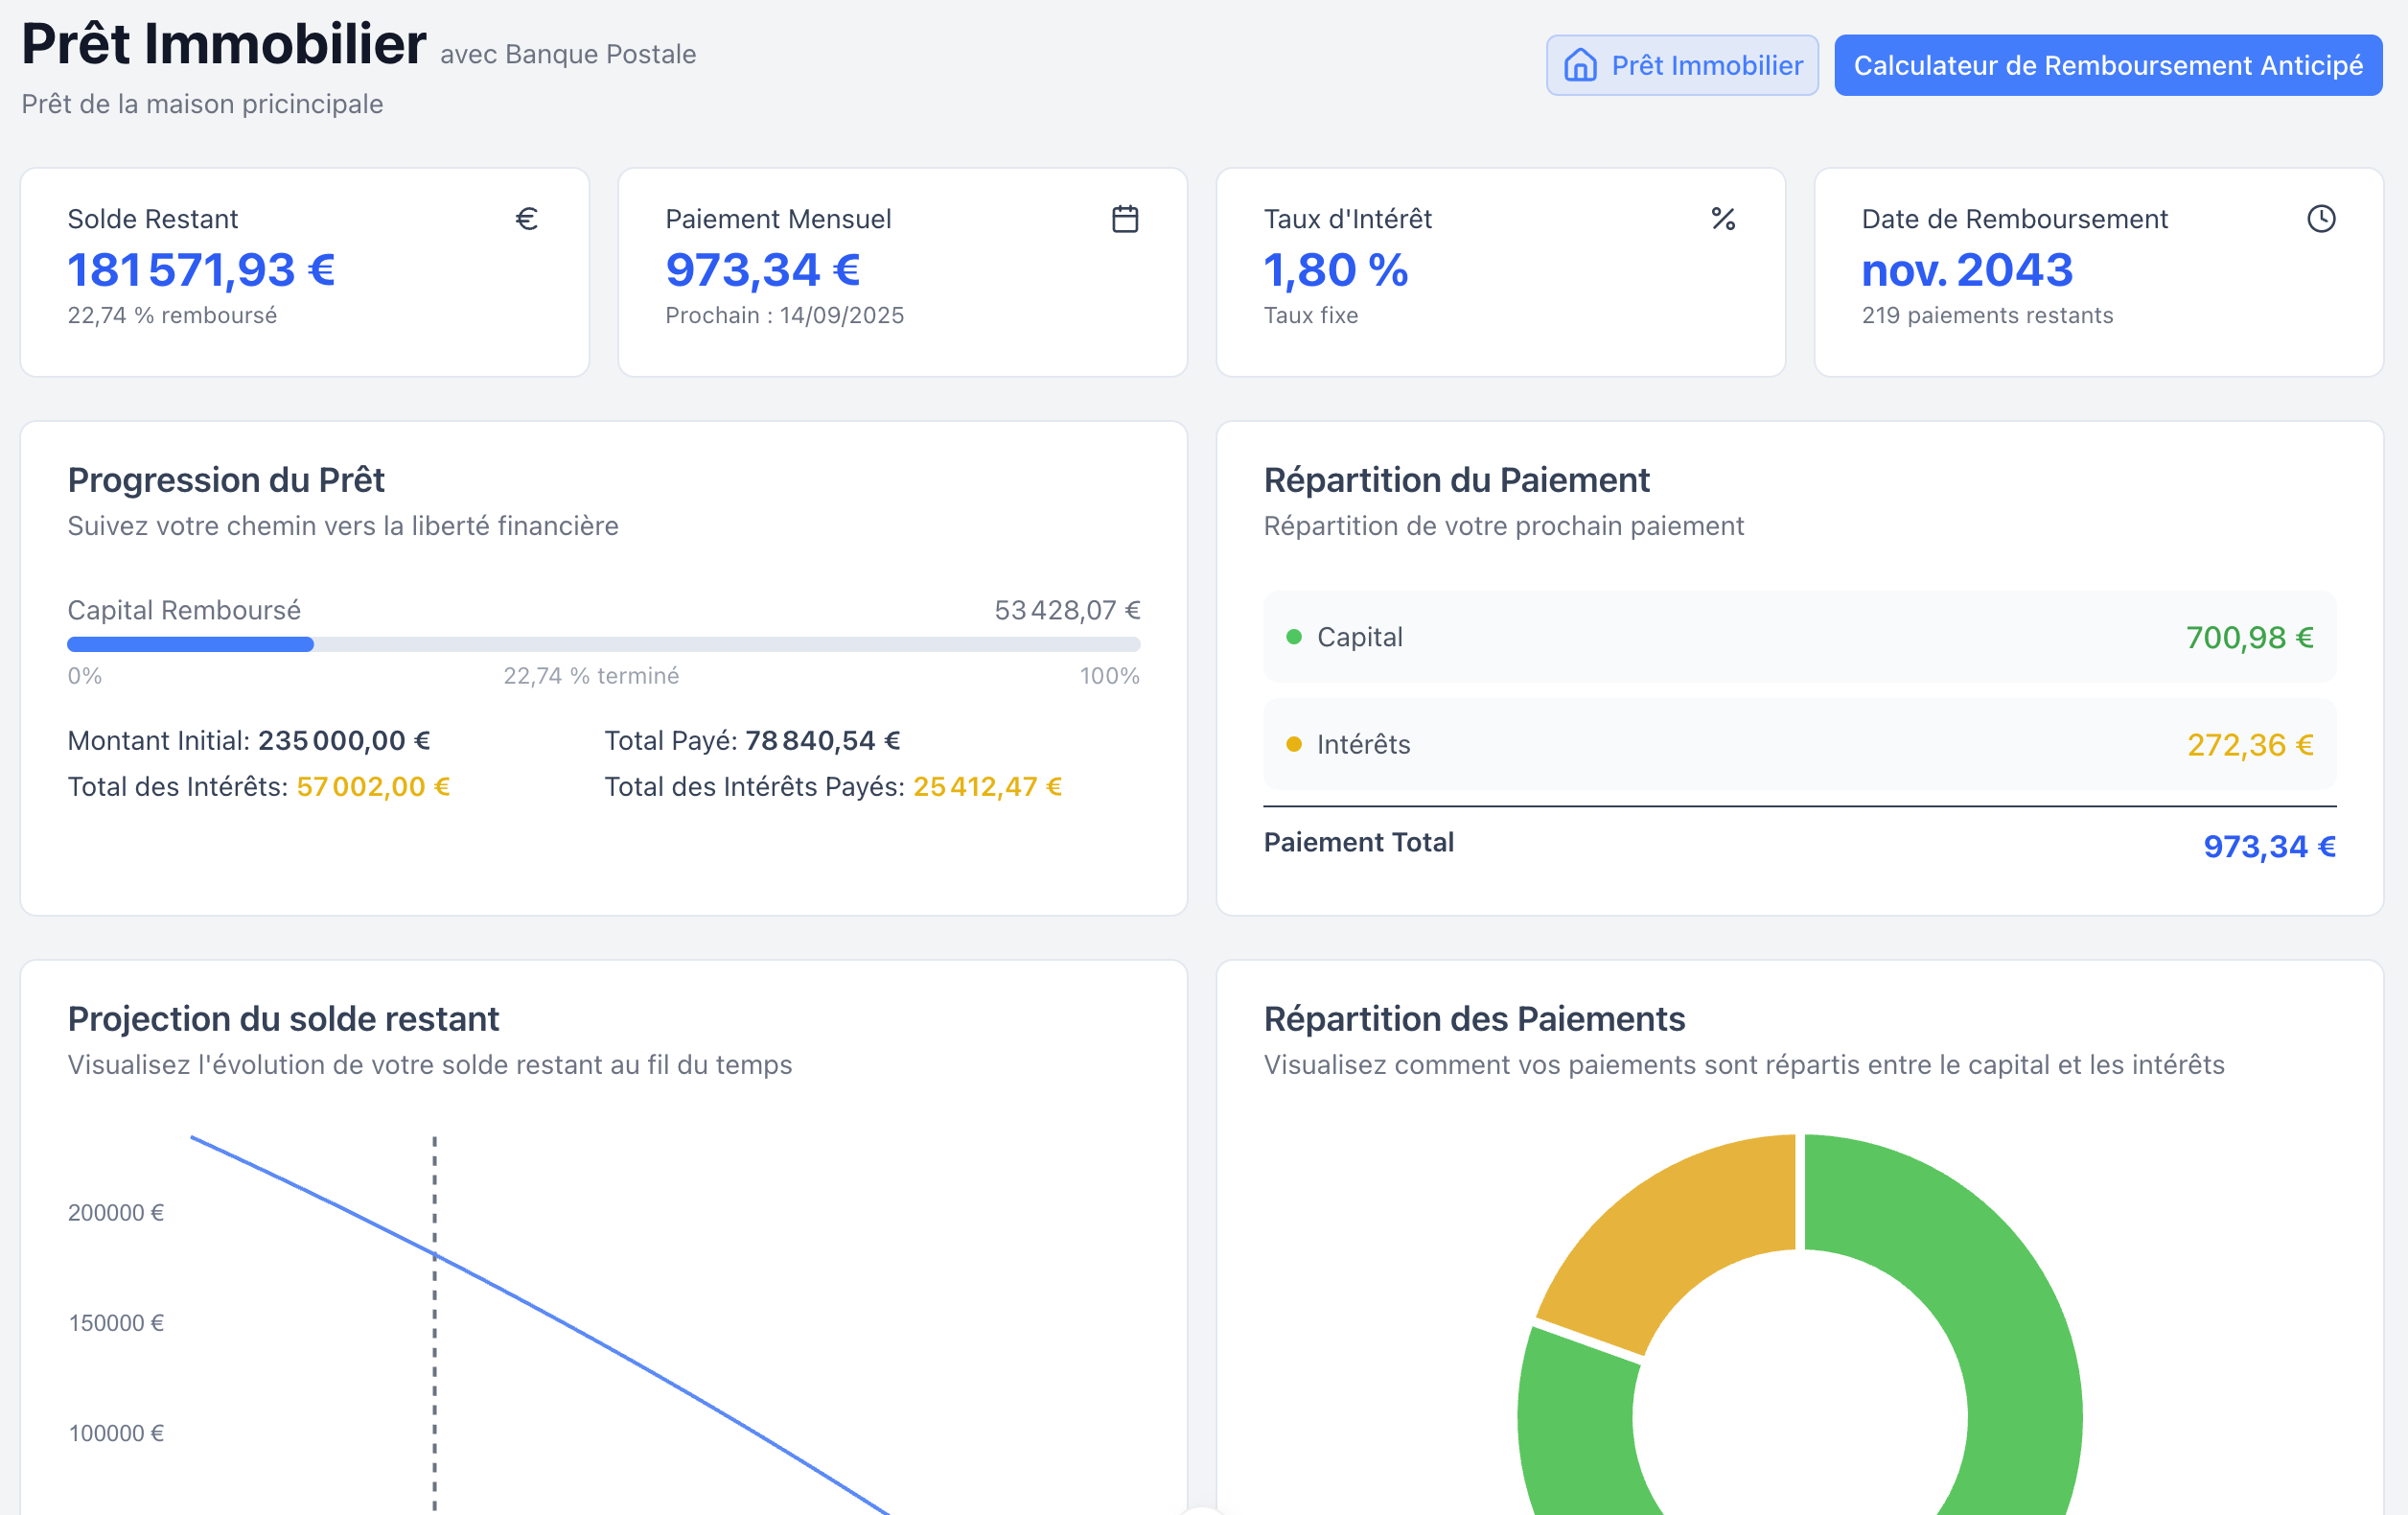 Prêt Immobilier avec Banque Postale
Prêt de la maison pricincipale
Prêt Immobilier
Calculateur de Remboursement Anticipé
Solde Restant €
181 571,93 €
22,74 % remboursé
Paiement Mensuel
973,34 €
Prochain : 14/09/2025
Taux d'Intérêt %
1,80 %
Taux fixe
Date de Remboursement
nov. 2043
219 paiements restants
Progression du Prêt
Suivez votre chemin vers la liberté financière
Capital Remboursé 53 428,07 €
0% 22,74 % terminé 100%
Montant Initial: 235 000,00 € Total Payé: 78 840,54 €
Total des Intérêts: 57 002,00 € Total des Intérêts Payés: 25 412,47 €
Répartition du Paiement
Répartition de votre prochain paiement
Capital 700,98 €
Intérêts 272,36 €
Paiement Total 973,34 €
Projection du solde restant
Visualisez l'évolution de votre solde restant au fil du temps
200000 €
150000 €
100000 €
Répartition des Paiements
Visualisez comment vos paiements sont répartis entre le capital et les intérêts